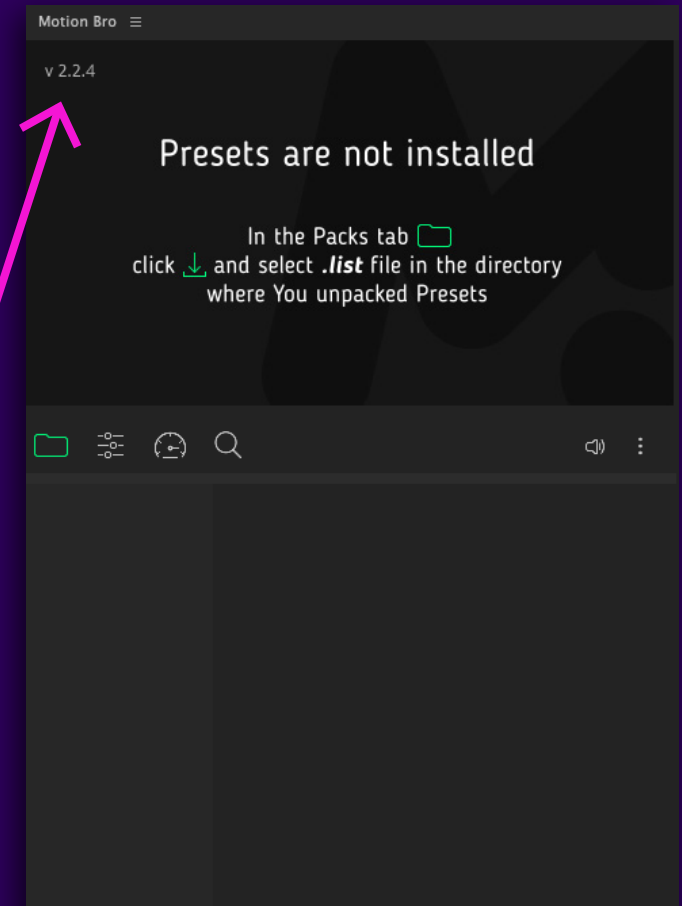 Motion Bro
v 2.2.4
Presets are not installed
In the Packs tab
click and select .list file in the directory
where You unpacked Presets